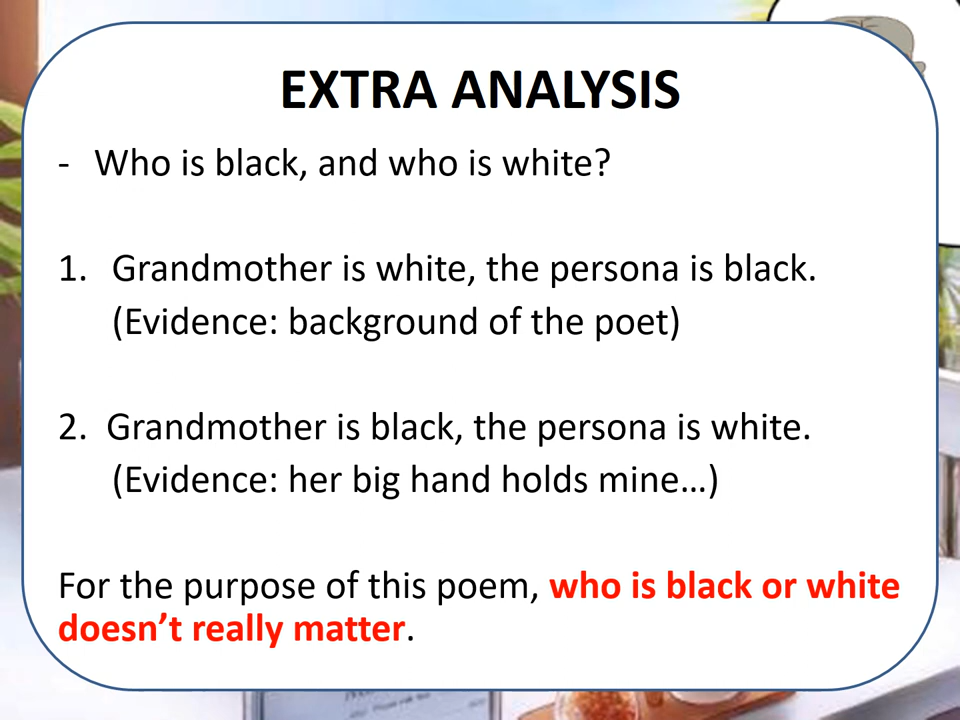 EXTRA ANALYSIS
- Who is black, and who is white?
1. Grandmother is white, the persona is black.
(Evidence: background of the poet)
2. Grandmother is black, the persona is white.
(Evidence: her big hand holds mine…)
For the purpose of this poem, who is black or white
doesn’t really matter.